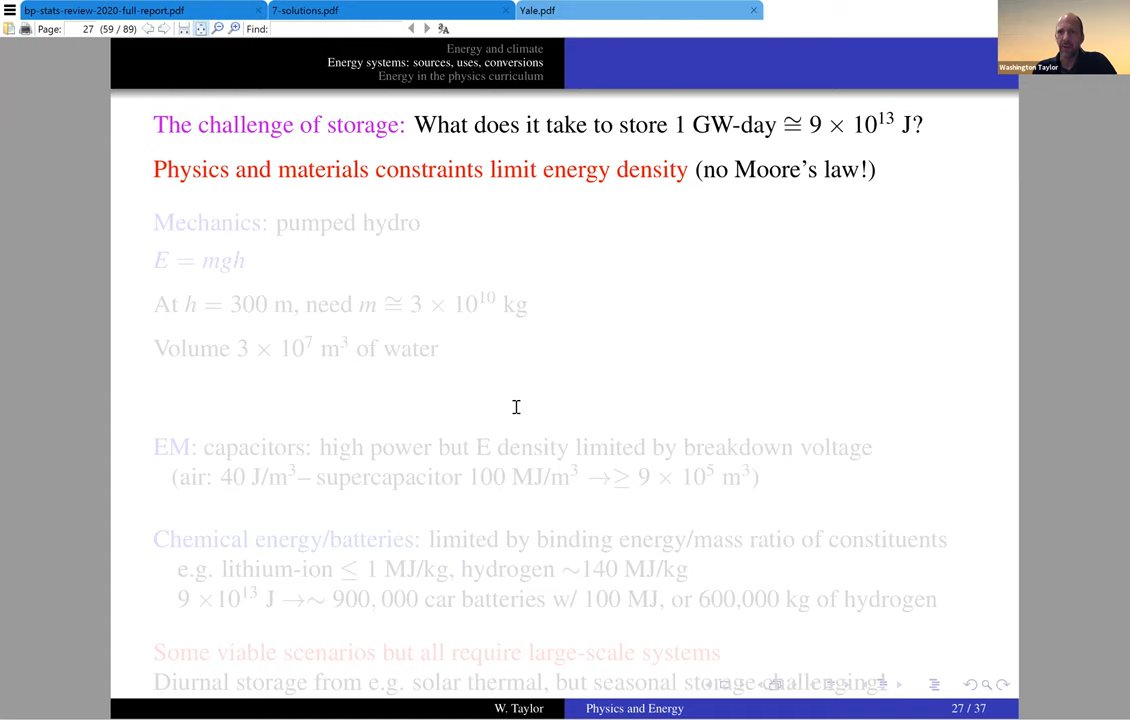 bp-stats-review-2020-full-report.pdf × 7-solutions.pdf × Yale.pdf ×
Page: 27 (59 / 89) Find:
Washington Taylor
Energy and climate
Energy systems: sources, uses, conversions
Energy in the physics curriculum
The challenge of storage: What does it take to store 1 GW-day ≅ 9 × 10¹³ J?
Physics and materials constraints limit energy density (no Moore's law!)
Mechanics: pumped hydro
E = mgh
At h = 300 m, need m ≅ 3 × 10¹⁰ kg
Volume 3 × 10⁷ m³ of water
EM: capacitors: high power but E density limited by breakdown voltage
(air: 40 J/m³– supercapacitor 100 MJ/m³ →≥ 9 × 10⁵ m³)
Chemical energy/batteries: limited by binding energy/mass ratio of constituents
e.g. lithium-ion ≤ 1 MJ/kg, hydrogen ∼140 MJ/kg
9 ×10¹³ J →∼ 900, 000 car batteries w/ 100 MJ, or 600,000 kg of hydrogen
Some viable scenarios but all require large-scale systems
Diurnal storage from e.g. solar thermal, but seasonal storage challenging!
W. Taylor Physics and Energy 27 / 37